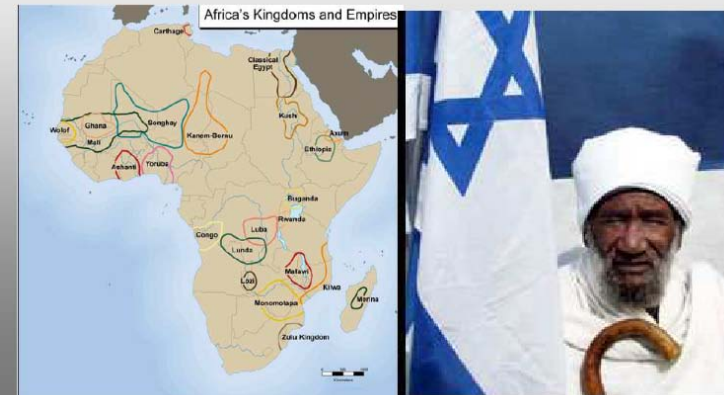 Africa's Kingdoms and Empires
Carthage
Classical
Egypt
Kush
Axum
Ethiopia
Wolof
Ghana
Songhay
Kanem-Bornu
Mali
Ashanti
Yoruba
Buganda
Rwanda
Congo
Luba
Lunda
Malawi
Lozi
Kilwa
Monomotapa
Merina
Zulu Kingdom